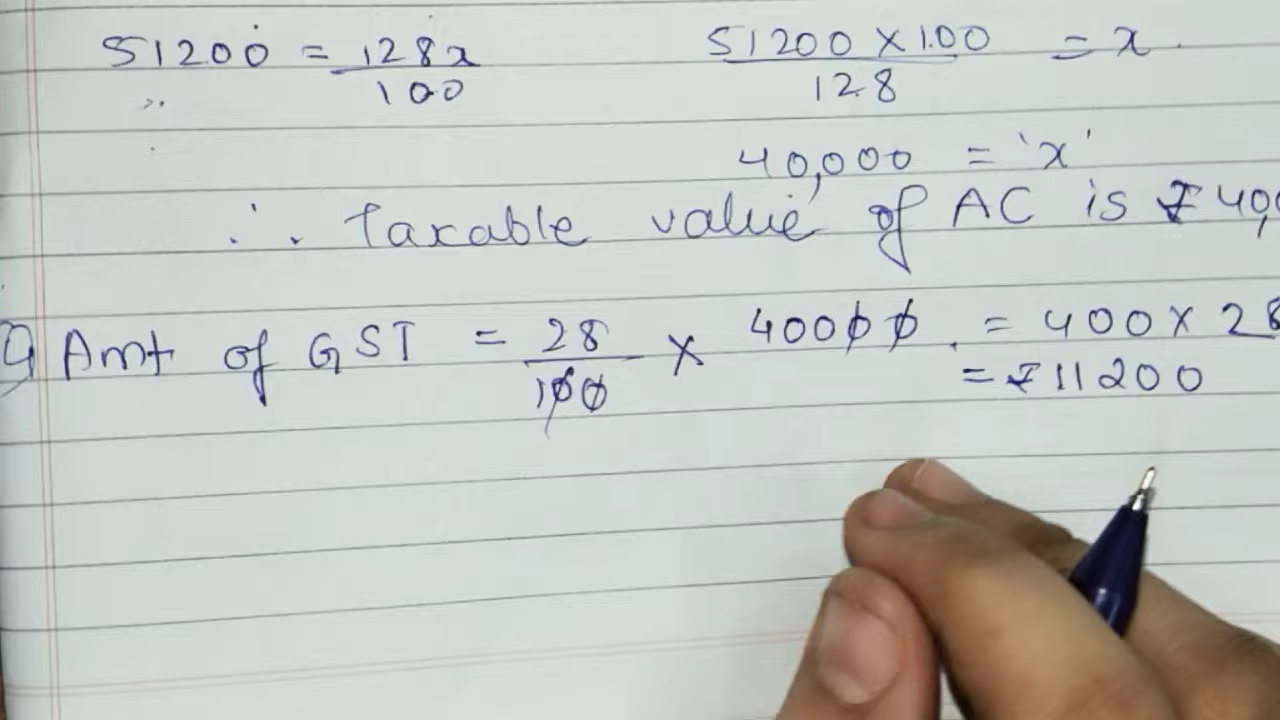 51200 = 128x / 100    51200 × 100 / 128 = x
40,000 = 'x'
∴ Taxable value of AC is ₹ 40,
Amt of GST = 28 / 100 × 40000 = 400 × 28
= ₹ 11200